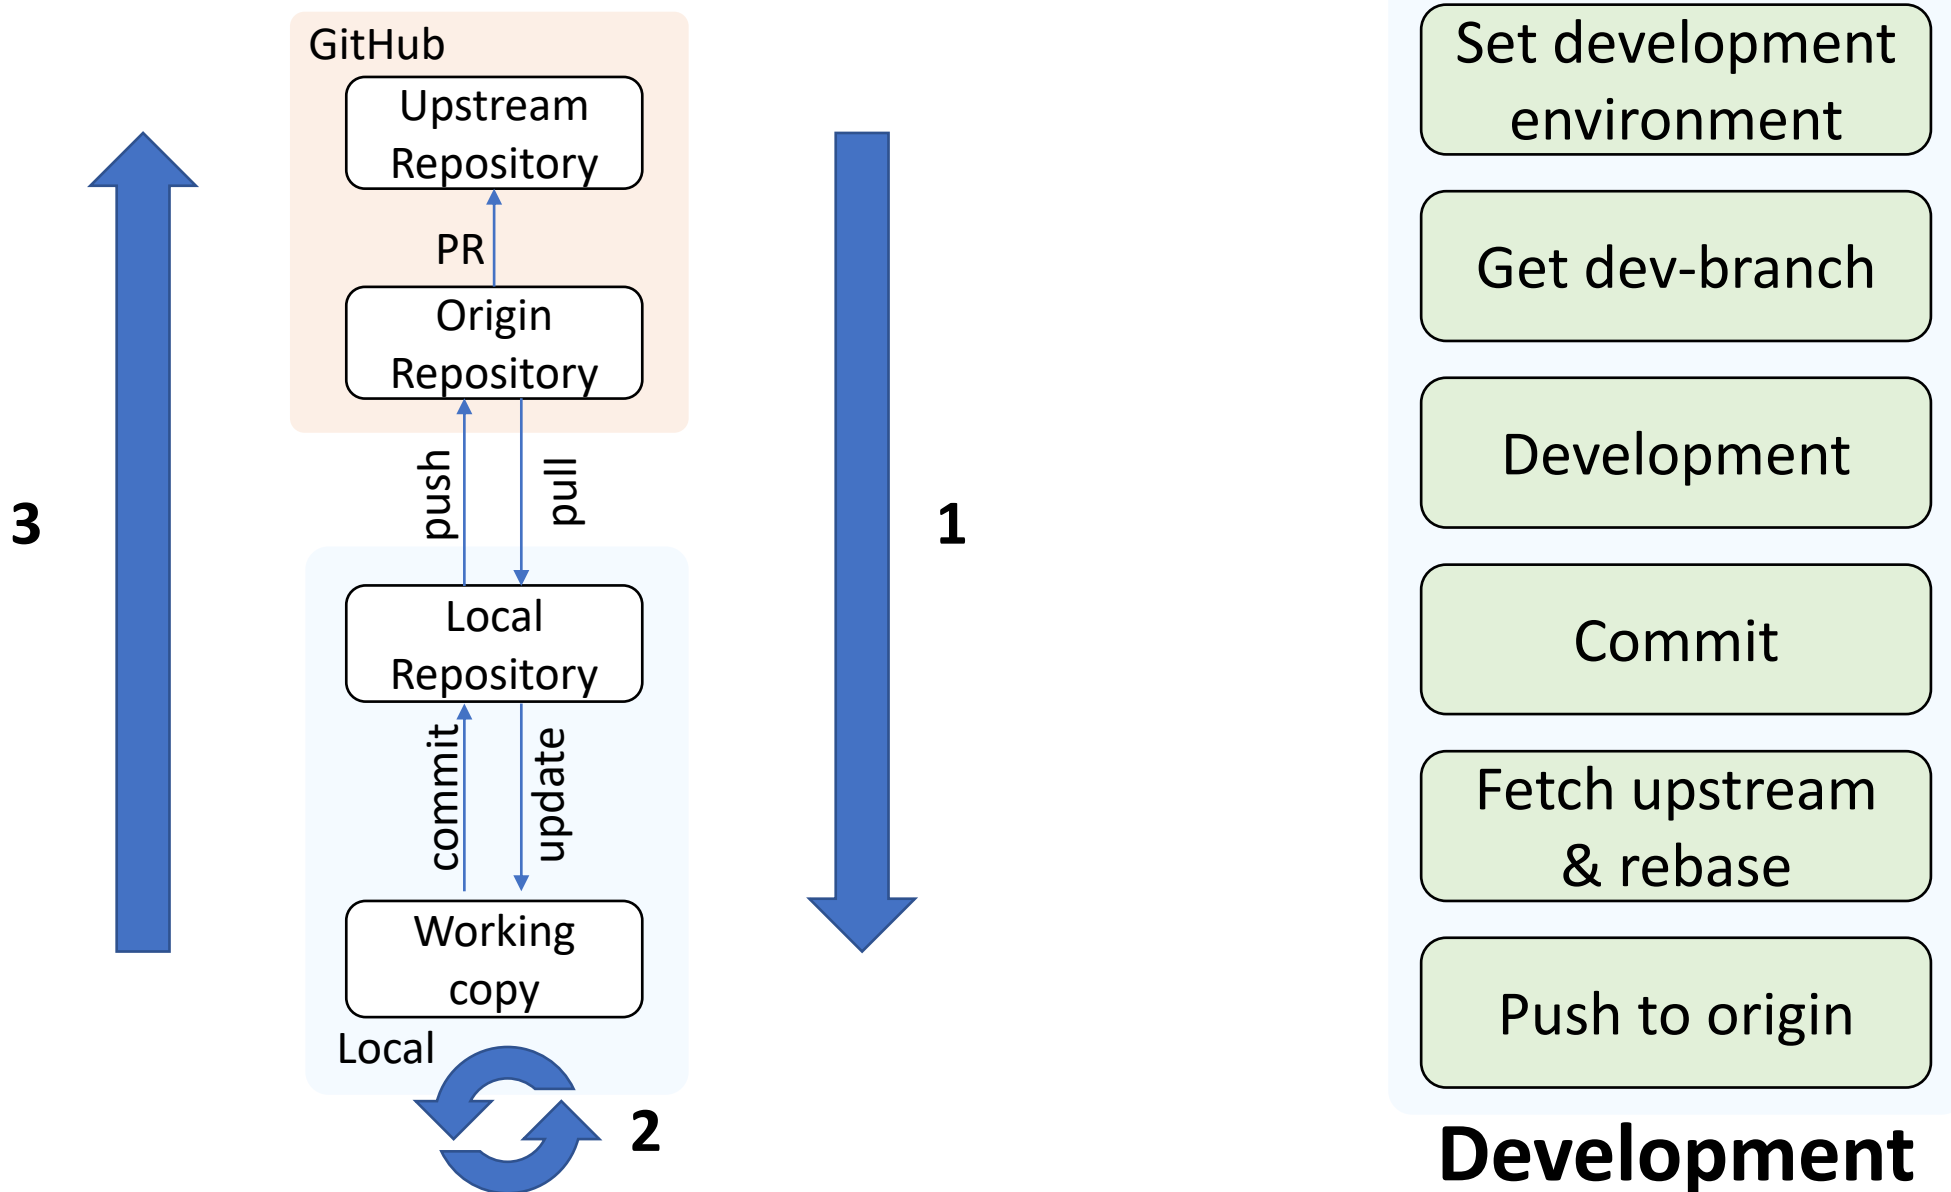 GitHub
Upstream
Repository
PR
Origin
Repository
push
pull
3
1
Local
Repository
commit
update
Working
copy
Local
2
Set development
environment
Get dev-branch
Development
Commit
Fetch upstream
& rebase
Push to origin
Development